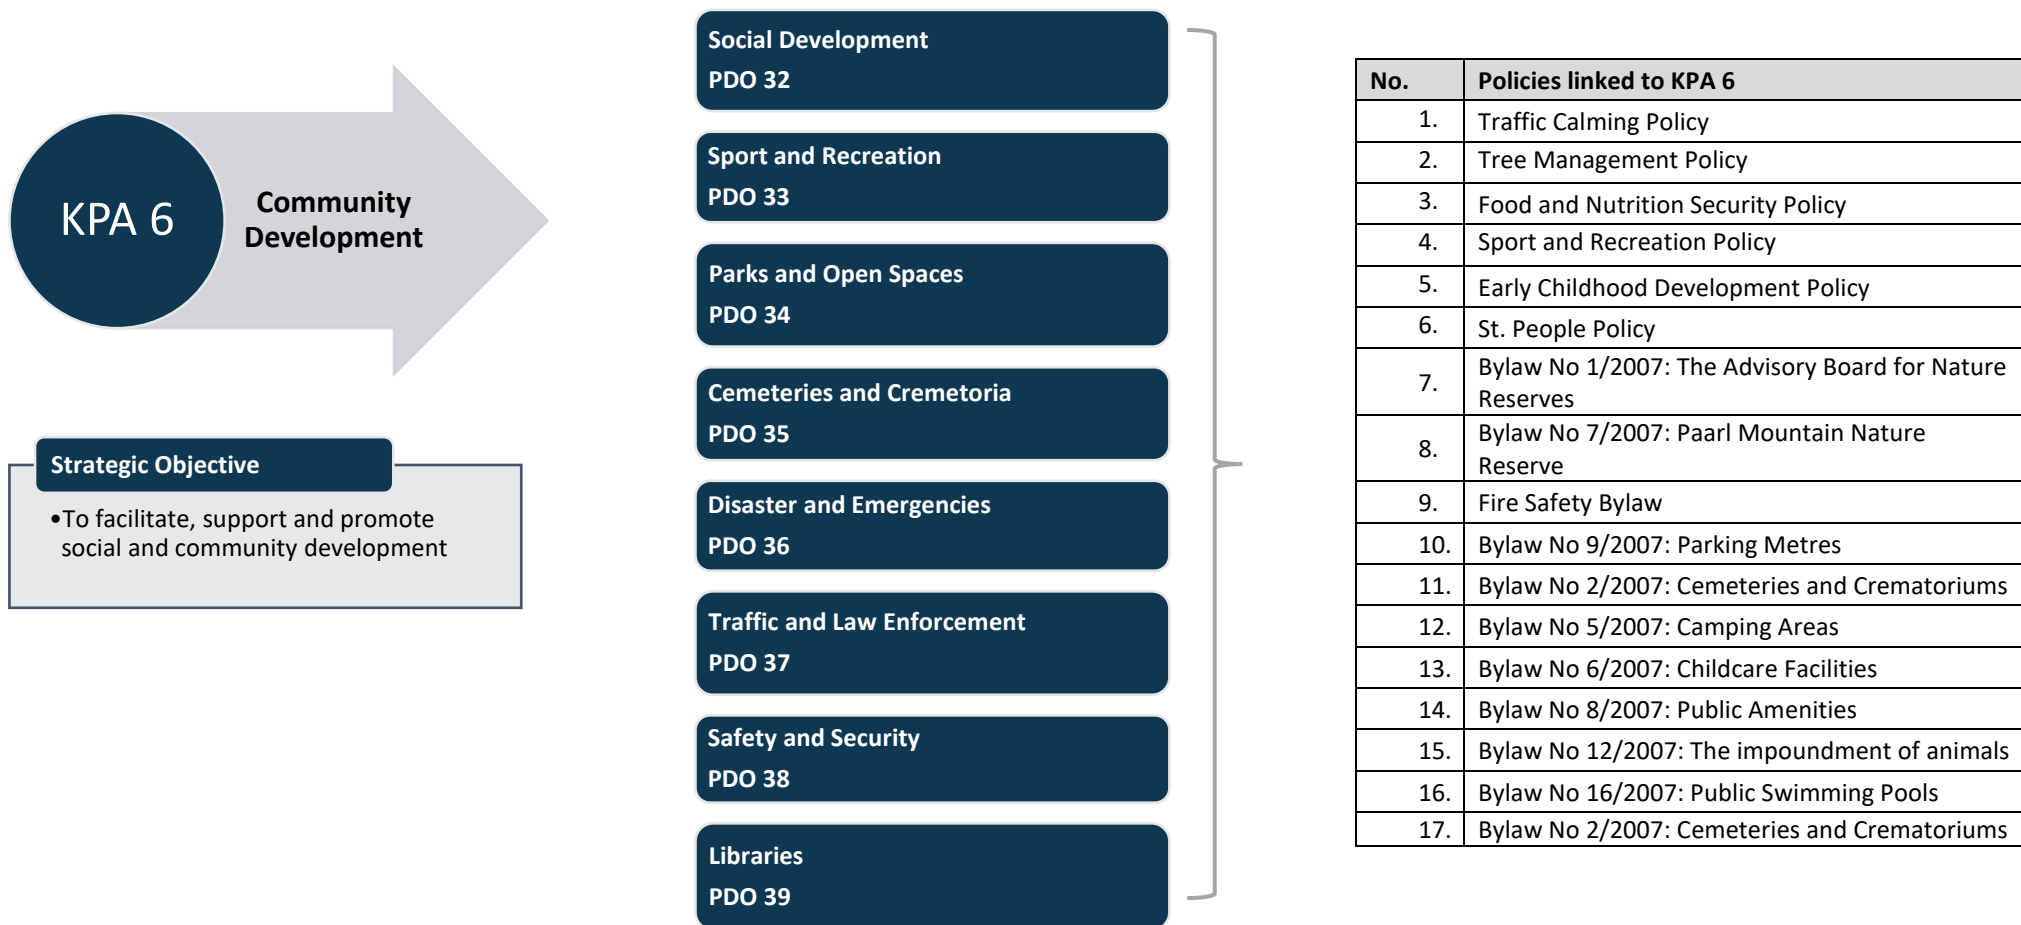 KPA 6
Community
Development
Strategic Objective
•To facilitate, support and promote
social and community development
Social Development
PDO 32
Sport and Recreation
PDO 33
Parks and Open Spaces
PDO 34
Cemeteries and Cremetoria
PDO 35
Disaster and Emergencies
PDO 36
Traffic and Law Enforcement
PDO 37
Safety and Security
PDO 38
Libraries
PDO 39
No. Policies linked to KPA 6
1. Traffic Calming Policy
2. Tree Management Policy
3. Food and Nutrition Security Policy
4. Sport and Recreation Policy
5. Early Childhood Development Policy
6. St. People Policy
7. Bylaw No 1/2007: The Advisory Board for Nature
Reserves
8. Bylaw No 7/2007: Paarl Mountain Nature
Reserve
9. Fire Safety Bylaw
10. Bylaw No 9/2007: Parking Metres
11. Bylaw No 2/2007: Cemeteries and Crematoriums
12. Bylaw No 5/2007: Camping Areas
13. Bylaw No 6/2007: Childcare Facilities
14. Bylaw No 8/2007: Public Amenities
15. Bylaw No 12/2007: The impoundment of animals
16. Bylaw No 16/2007: Public Swimming Pools
17. Bylaw No 2/2007: Cemeteries and Crematoriums